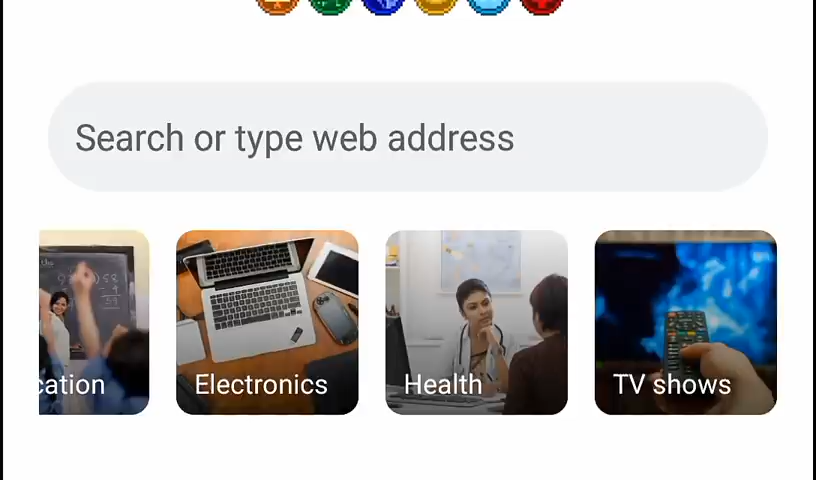 Search or type web address
cation
Electronics
Health
TV shows